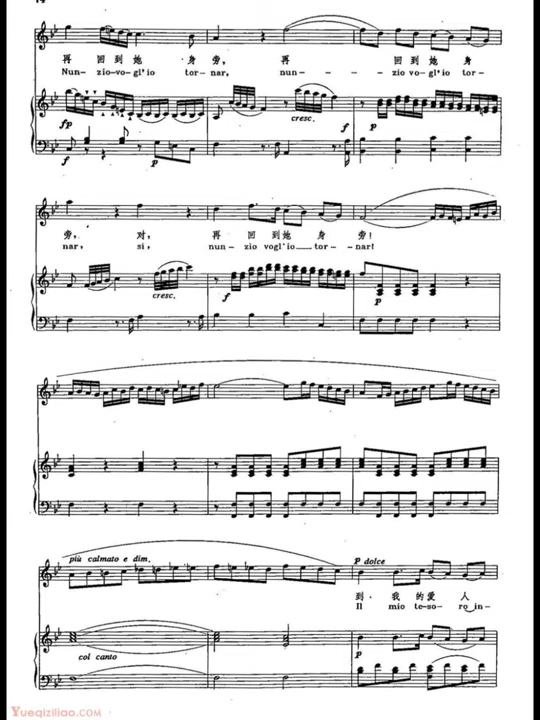 再 回到她 身旁， 再 回到她 身
Nun-zio-vo-gl'io tor-nar, nun- - - - zio vo-gl'io tor-
fp cresc. f p
旁， 对， 再 回到她 身 旁！
nar, si, nun-zio vogl'io tor-nar!
cresc. f p
più calmato e dim. p dolce
到， 我 的 爱 人
Il mio te-so-ro in-
col canto p
Yueqiziliao.com